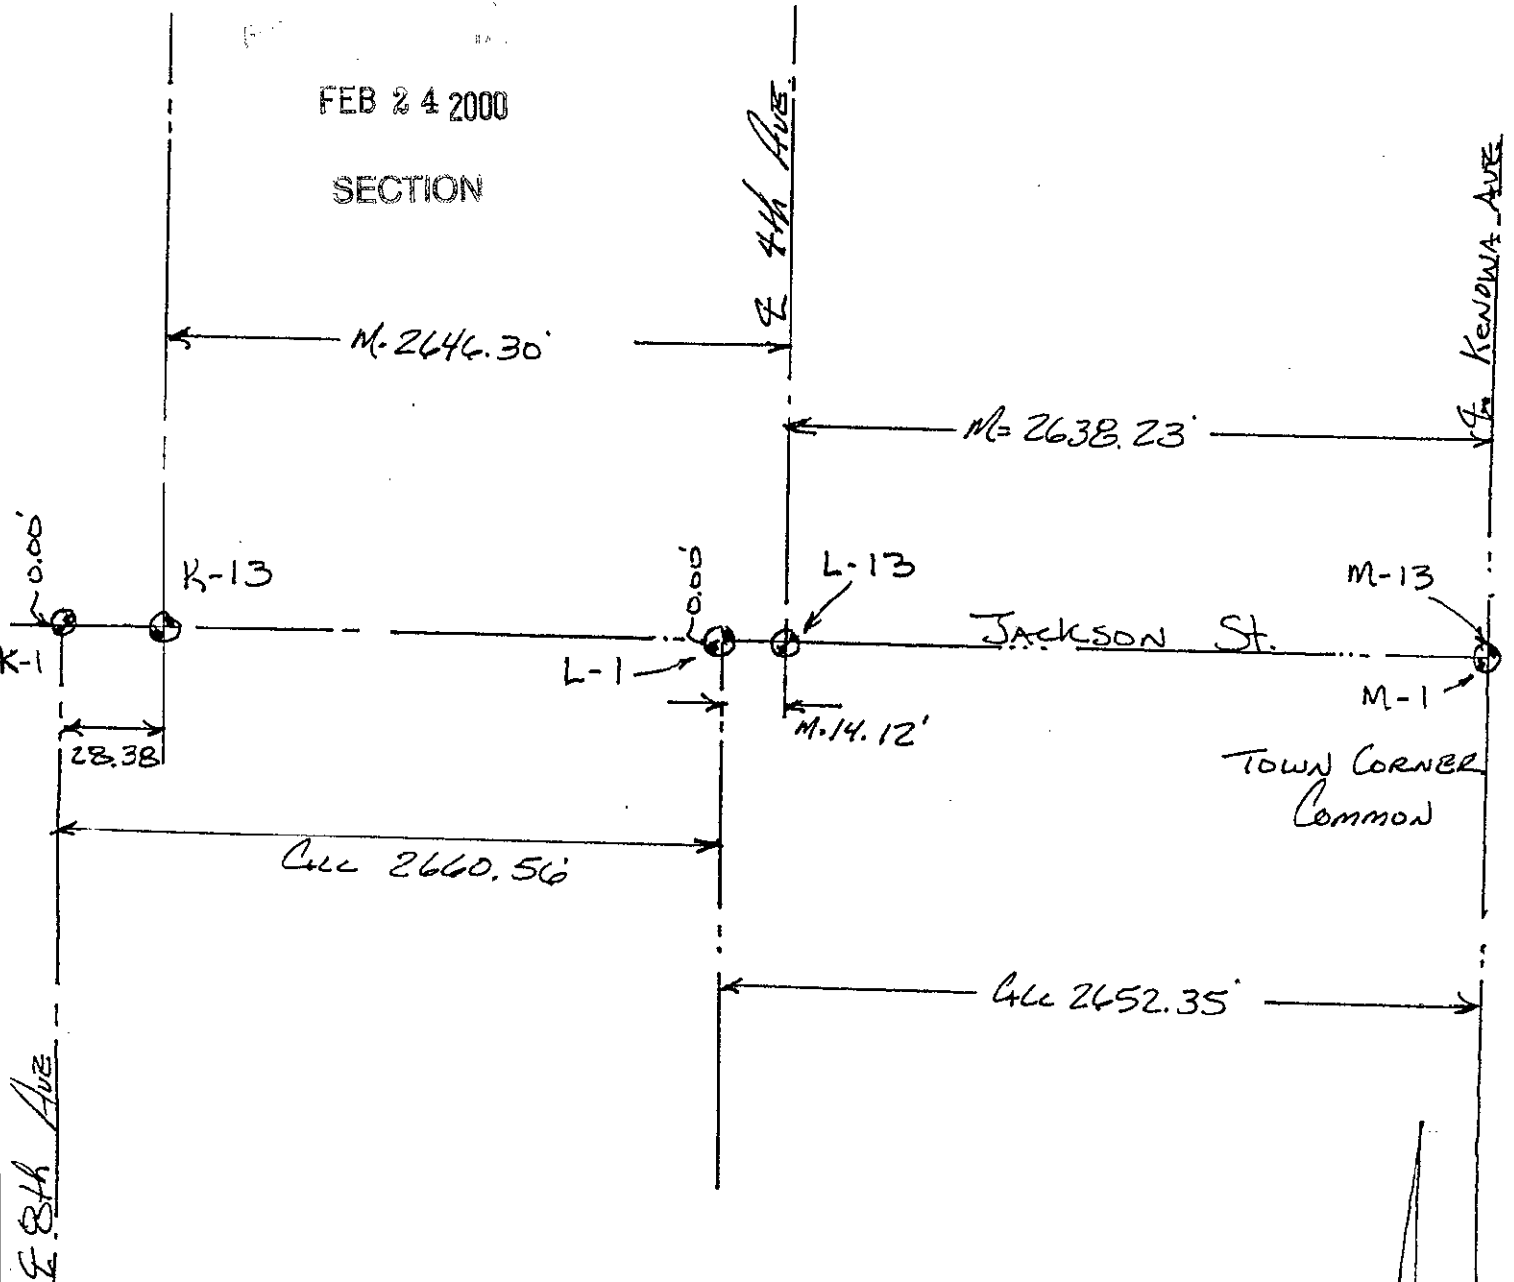 FEB 24 2000
SECTION
℄ 4th AVE.
℄ KENOWA AVE
M-2646.30'
M=2638.23'
0.00'
K-13
0.00'
L-13
M-13
K-1
L-1
JACKSON St.
M-1
28.38
M-14.12'
TOWN CORNER
COMMON
CALC 2660.56'
CALC 2652.35'
℄ 8th AVE